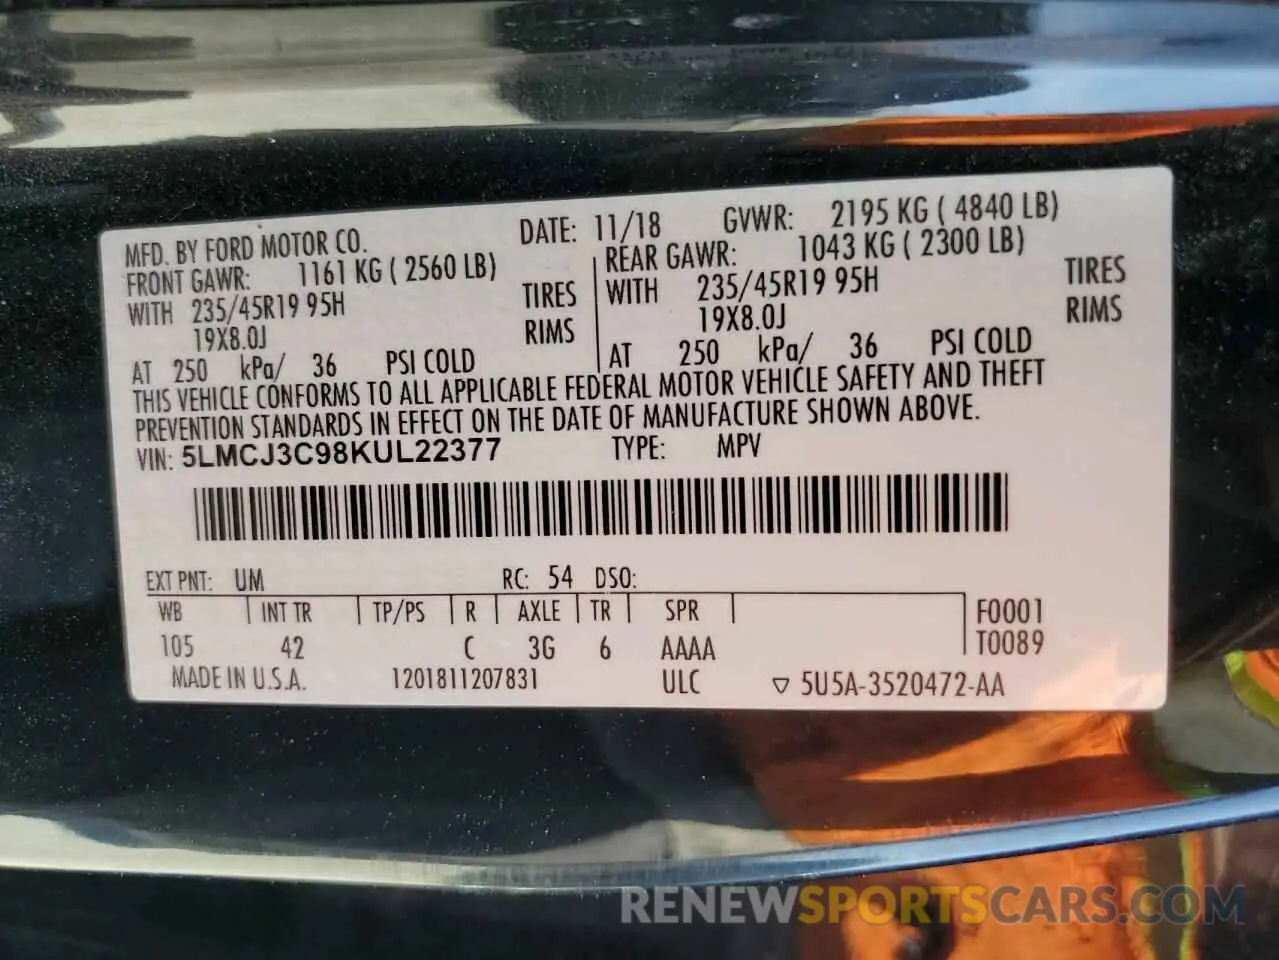 MFD. BY FORD MOTOR CO. DATE: 11/18 GVWR: 2195 KG ( 4840 LB)
FRONT GAWR: 1161 KG ( 2560 LB) REAR GAWR: 1043 KG ( 2300 LB)
WITH 235/45R19 95H TIRES WITH 235/45R19 95H TIRES
19X8.0J RIMS 19X8.0J RIMS
AT 250 kPa/ 36 PSI COLD AT 250 kPa/ 36 PSI COLD
THIS VEHICLE CONFORMS TO ALL APPLICABLE FEDERAL MOTOR VEHICLE SAFETY AND THEFT
PREVENTION STANDARDS IN EFFECT ON THE DATE OF MANUFACTURE SHOWN ABOVE.
VIN: 5LMCJ3C98KUL22377 TYPE: MPV
EXT PNT: UM RC: 54 DSO:
WB INT TR TP/PS R AXLE TR SPR F0001
105 42 C 3G 6 AAAA T0089
MADE IN U.S.A. 1201811207831 ULC ▽ 5U5A-3520472-AA
RENEWSPORTSCARS.COM